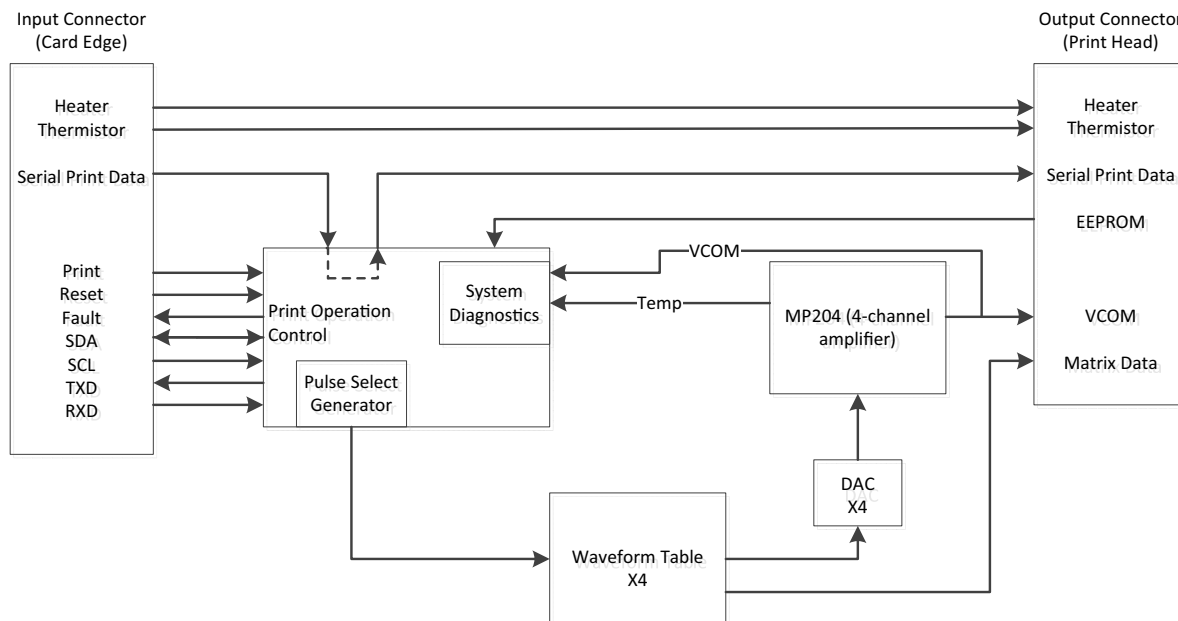 Input Connector
(Card Edge)
Output Connector
(Print Head)
Heater
Thermistor
Serial Print Data
Print
Reset
Fault
SDA
SCL
TXD
RXD
Print Operation
Control
Pulse Select
Generator
System
Diagnostics
VCOM
Temp
MP204 (4-channel
amplifier)
DAC
X4
Waveform Table
X4
Heater
Thermistor
Serial Print Data
EEPROM
VCOM
Matrix Data